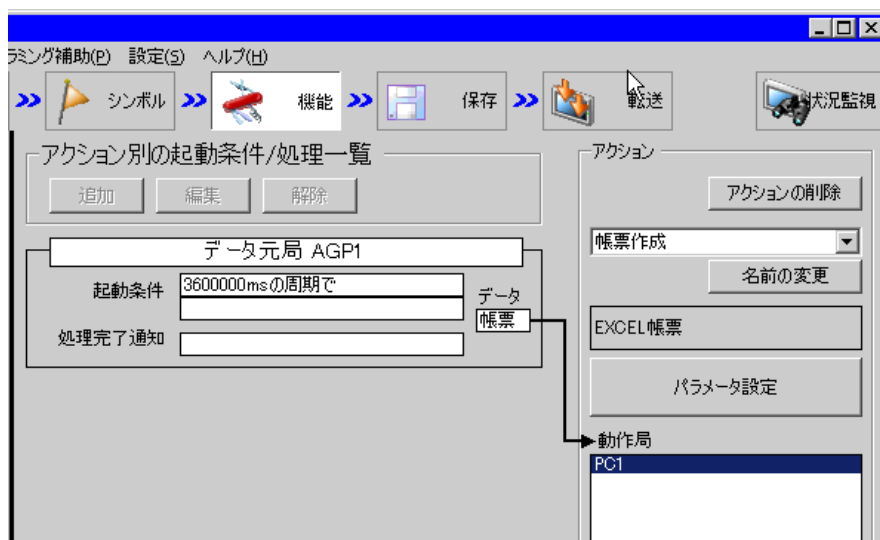 ラミング補助(P) 設定(S) ヘルプ(H)
シンボル 機能 保存 転送 状況監視
アクション別の起動条件/処理一覧
追加 編集 解除
データ元局 AGP1
起動条件 3600000msの周期で
データ
帳票
処理完了通知
アクション
アクションの削除
帳票作成
名前の変更
EXCEL帳票
パラメータ設定
動作局
PC1